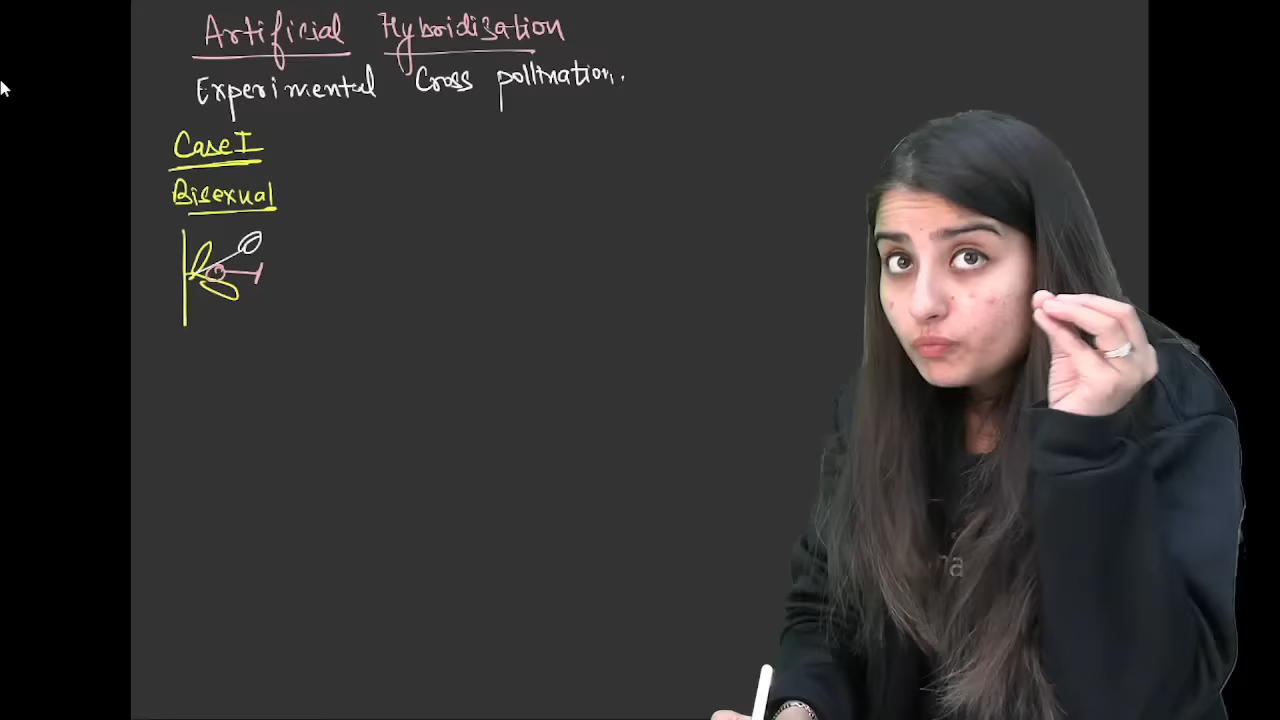 Artificial Hybridisation
Experimental Cross pollination.
Case I
Bisexual